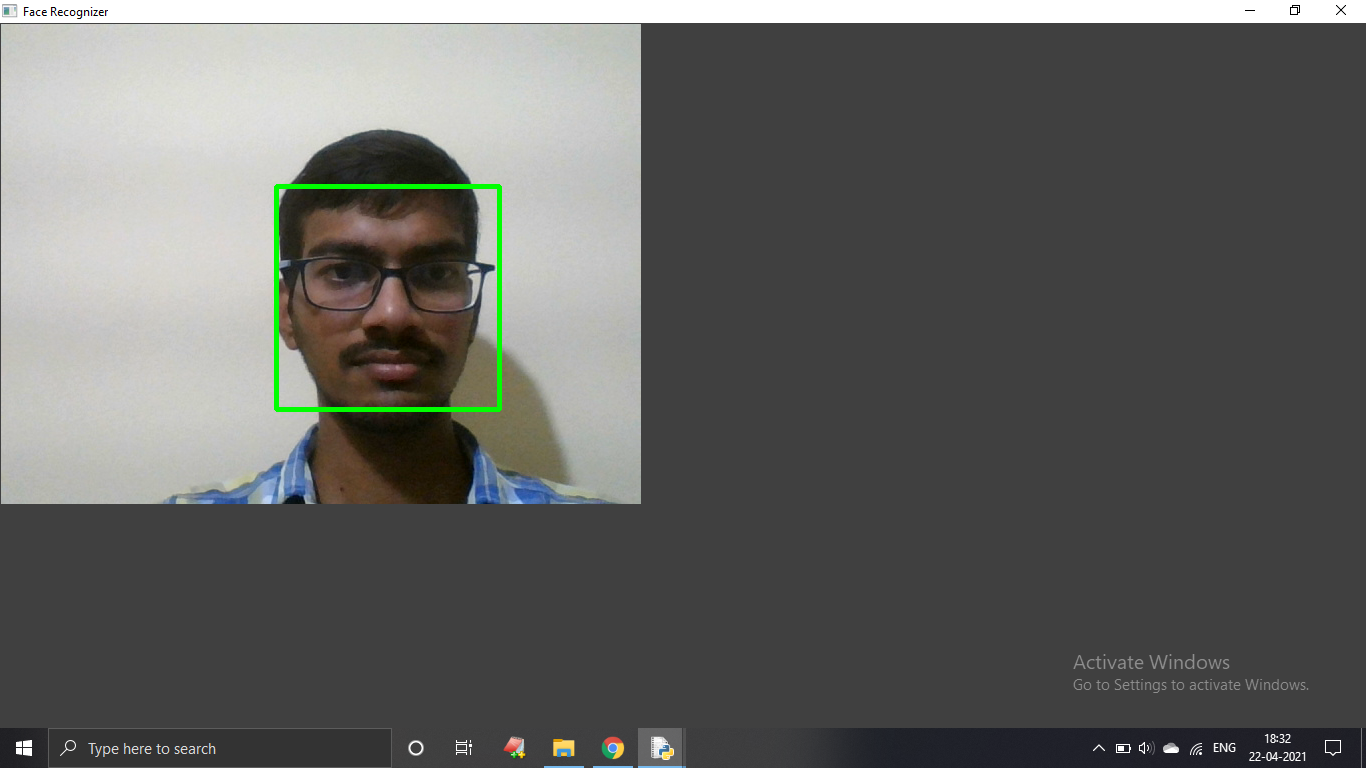 Face Recognizer
Activate Windows
Go to Settings to activate Windows.
Type here to search
ENG
18:32
22-04-2021